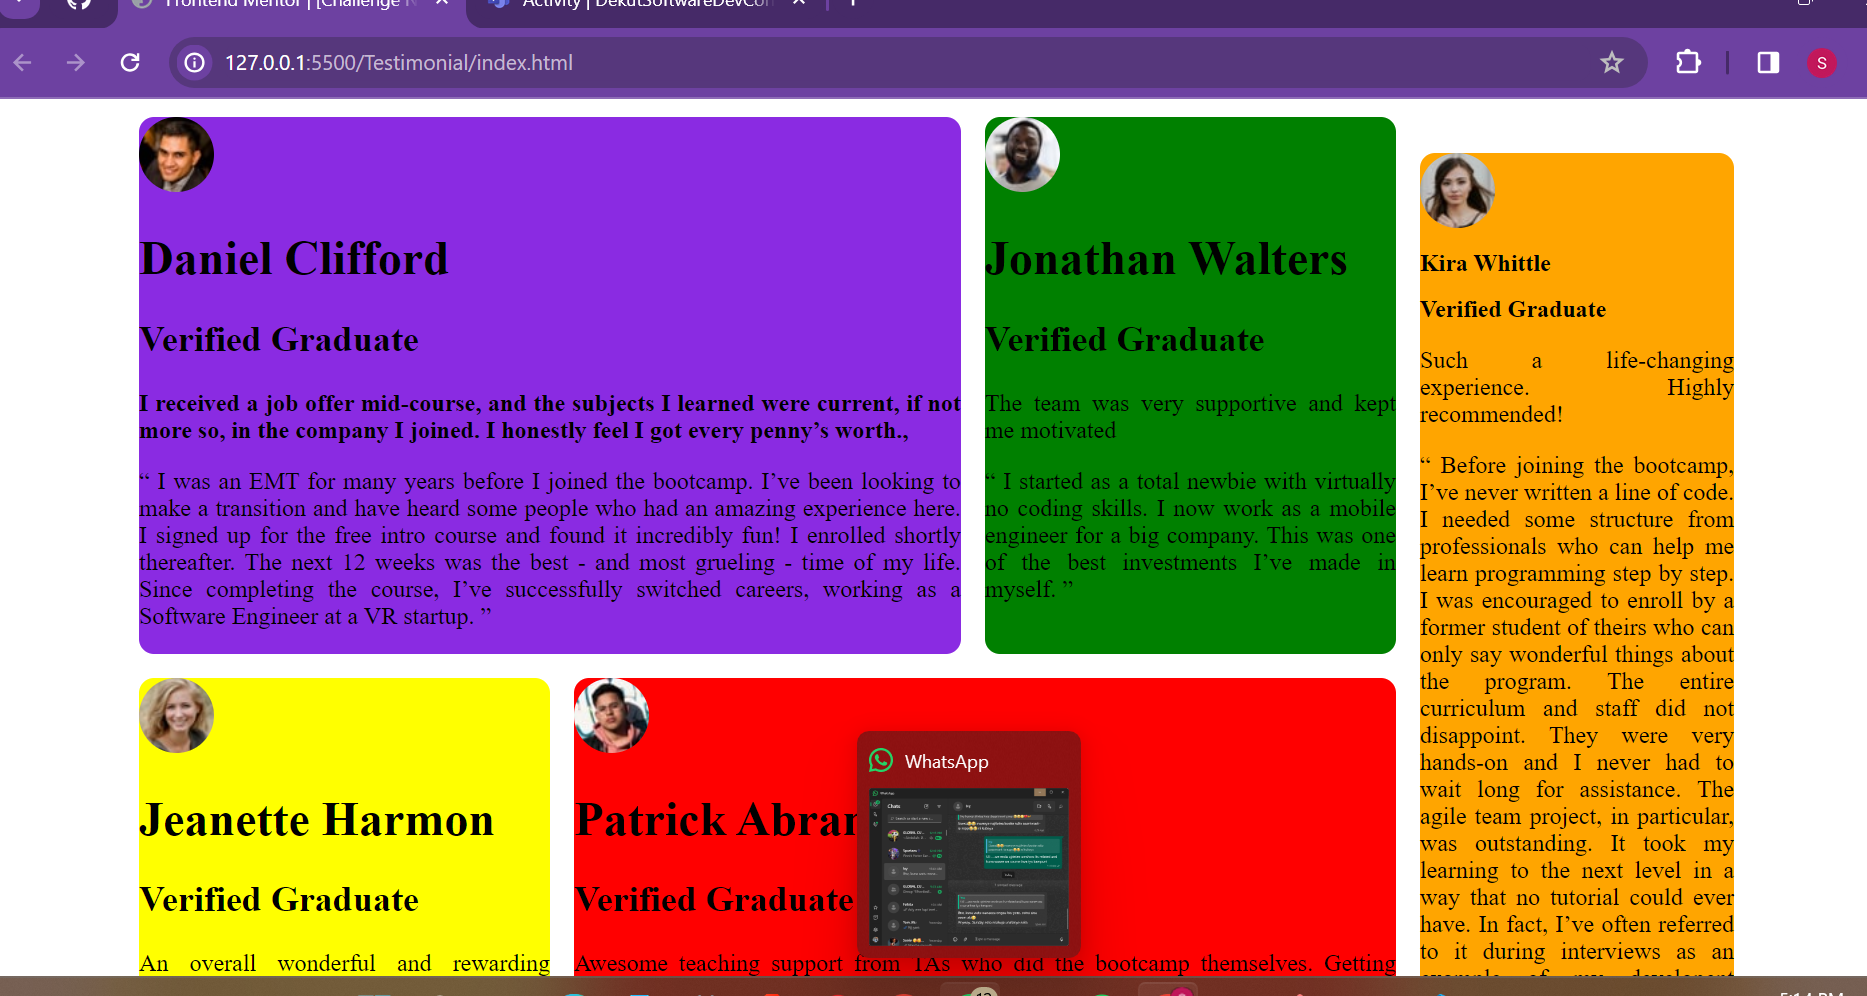 Frontend Mentor | [Challenge N
Activity | DekutSoftwareDevCom
127.0.0.1:5500/Testimonial/index.html
S
Daniel Clifford
Verified Graduate
I received a job offer mid-course, and the subjects I learned were current, if not
more so, in the company I joined. I honestly feel I got every penny’s worth.,
“ I was an EMT for many years before I joined the bootcamp. I’ve been looking to
make a transition and have heard some people who had an amazing experience here.
I signed up for the free intro course and found it incredibly fun! I enrolled shortly
thereafter. The next 12 weeks was the best - and most grueling - time of my life.
Since completing the course, I’ve successfully switched careers, working as a
Software Engineer at a VR startup. ”
Jonathan Walters
Verified Graduate
The team was very supportive and kept
me motivated
“ I started as a total newbie with virtually
no coding skills. I now work as a mobile
engineer for a big company. This was one
of the best investments I’ve made in
myself. ”
Kira Whittle
Verified Graduate
Such a life-changing
experience. Highly
recommended!
“ Before joining the bootcamp,
I’ve never written a line of code.
I needed some structure from
professionals who can help me
learn programming step by step.
I was encouraged to enroll by a
former student of theirs who can
only say wonderful things about
the program. The entire
curriculum and staff did not
disappoint. They were very
hands-on and I never had to
wait long for assistance. The
agile team project, in particular,
was outstanding. It took my
learning to the next level in a
way that no tutorial could ever
have. In fact, I’ve often referred
to it during interviews as an
example of my development
Jeanette Harmon
Verified Graduate
An overall wonderful and rewarding
Patrick Abrar
Verified Graduate
Awesome teaching support from TAs who did the bootcamp themselves. Getting
WhatsApp
Chats
5:14 PM